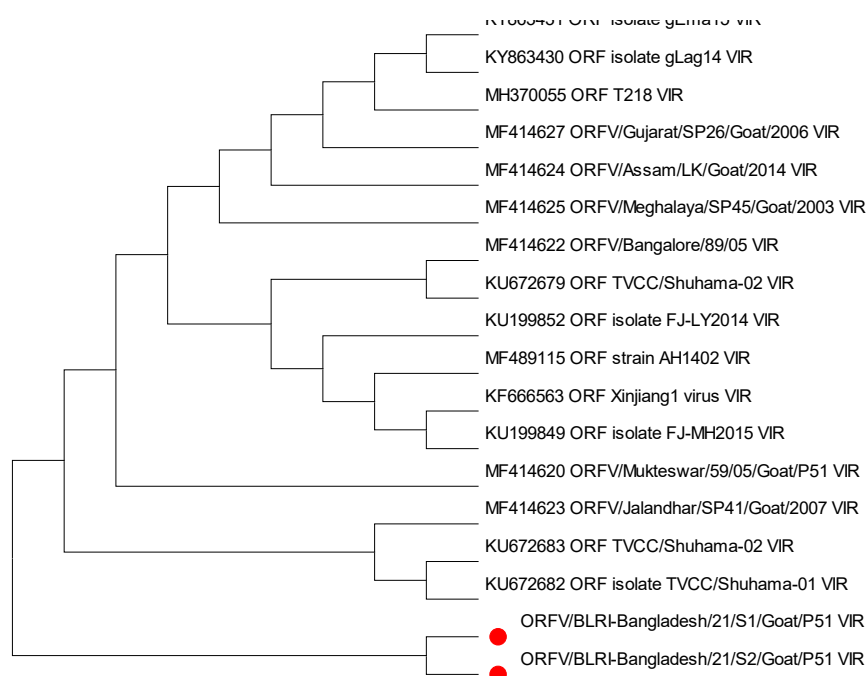 ORF isolate VIR
KY863430 ORF isolate gLag14 VIR
MH370055 ORF T218 VIR
MF414627 ORFV/Gujarat/SP26/Goat/2006 VIR
MF414624 ORFV/Assam/LK/Goat/2014 VIR
MF414625 ORFV/Meghalaya/SP45/Goat/2003 VIR
MF414622 ORFV/Bangalore/89/05 VIR
KU672679 ORF TVCC/Shuhama-02 VIR
KU199852 ORF isolate FJ-LY2014 VIR
MF489115 ORF strain AH1402 VIR
KF666563 ORF Xinjiang1 virus VIR
KU199849 ORF isolate FJ-MH2015 VIR
MF414620 ORFV/Mukteswar/59/05/Goat/P51 VIR
MF414623 ORFV/Jalandhar/SP41/Goat/2007 VIR
KU672683 ORF TVCC/Shuhama-02 VIR
KU672682 ORF isolate TVCC/Shuhama-01 VIR
ORFV/BLRI-Bangladesh/21/S1/Goat/P51 VIR
ORFV/BLRI-Bangladesh/21/S2/Goat/P51 VIR